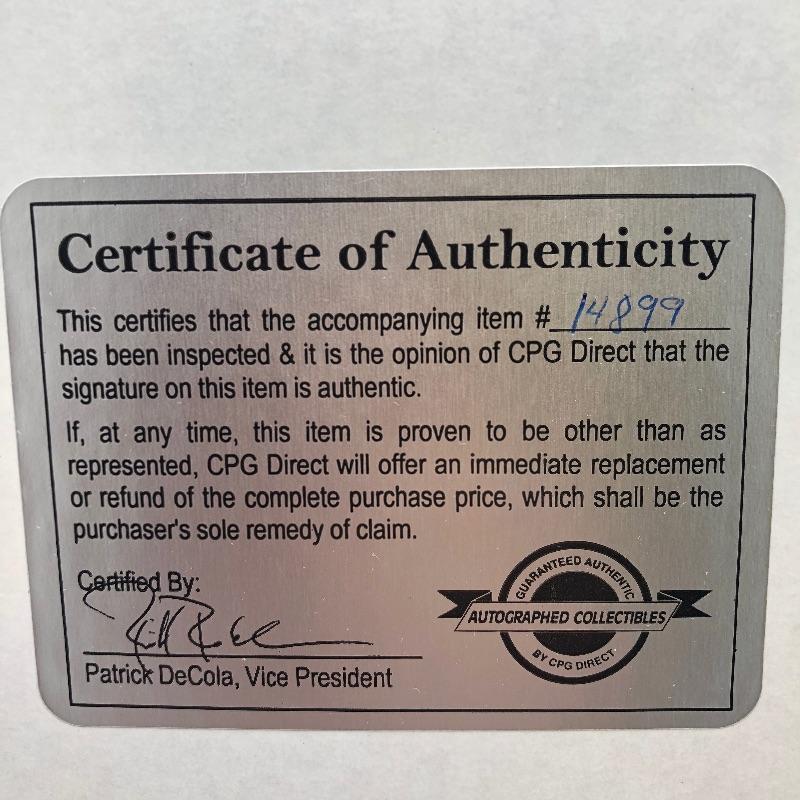 Certificate of Authenticity
This certifies that the accompanying item # 14899
has been inspected & it is the opinion of CPG Direct that the
signature on this item is authentic.
If, at any time, this item is proven to be other than as
represented, CPG Direct will offer an immediate replacement
or refund of the complete purchase price, which shall be the
purchaser's sole remedy of claim.
Certified By:
Patrick DeCola, Vice President
GUARANTEED AUTHENTIC
AUTOGRAPHED COLLECTIBLES
BY CPG DIRECT